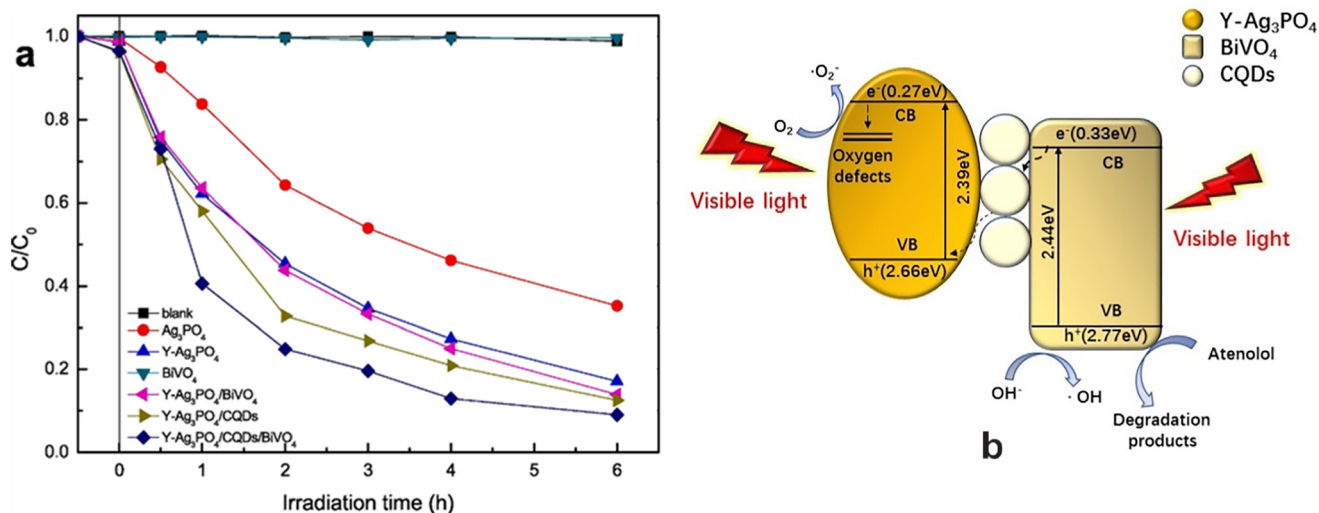 a
1.0
0.8
0.6
0.4
0.2
0.0
C/C₀
blank
Ag₃PO₄
Y-Ag₃PO₄
BiVO₄
Y-Ag₃PO₄/BiVO₄
Y-Ag₃PO₄/CQDs
Y-Ag₃PO₄/CQDs/BiVO₄
0 1 2 3 4 5 6
Irradiation time (h)
Y-Ag₃PO₄
BiVO₄
CQDs
·O₂⁻
O₂
e⁻(0.27eV)
CB
Oxygen
defects
2.39eV
VB
h⁺(2.66eV)
Visible light
e⁻(0.33eV)
CB
2.44eV
VB
h⁺(2.77eV)
Visible light
Atenolol
OH⁻
· OH
Degradation
products
b